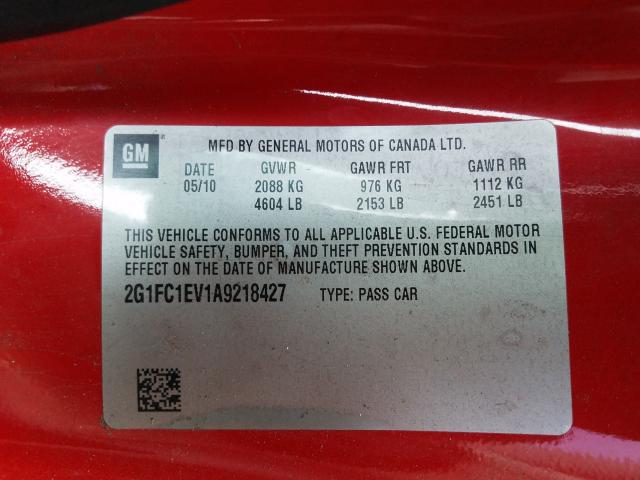 GM
MFD BY GENERAL MOTORS OF CANADA LTD.
DATE GVWR GAWR FRT GAWR RR
05/10 2088 KG 976 KG 1112 KG
4604 LB 2153 LB 2451 LB
THIS VEHICLE CONFORMS TO ALL APPLICABLE U.S. FEDERAL MOTOR
VEHICLE SAFETY, BUMPER, AND THEFT PREVENTION STANDARDS IN
EFFECT ON THE DATE OF MANUFACTURE SHOWN ABOVE.
2G1FC1EV1A9218427 TYPE: PASS CAR